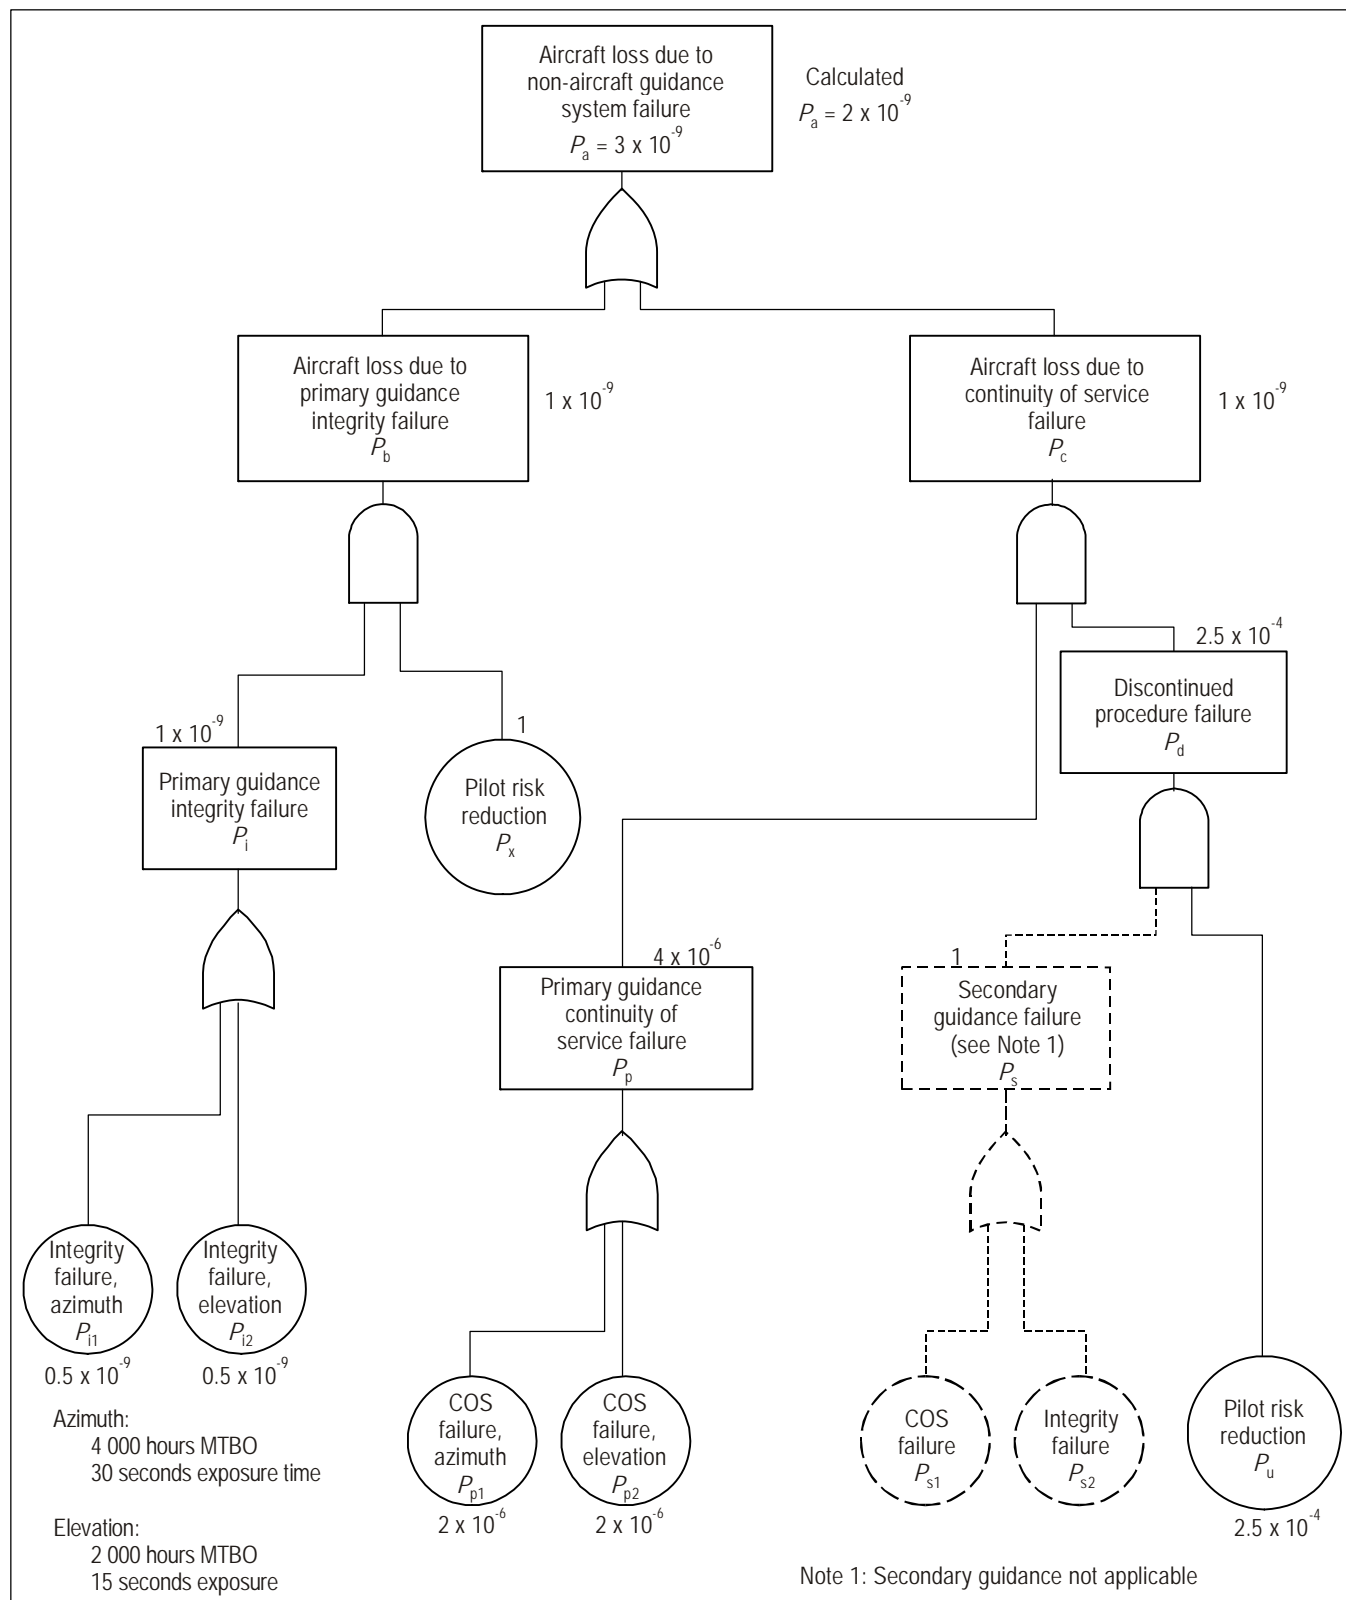 Aircraft loss due to
non-aircraft guidance
system failure
Pa = 3 x 10-9
Calculated
Pa = 2 x 10-9
Aircraft loss due to
primary guidance
integrity failure
Pb
1 x 10-9
Aircraft loss due to
continuity of service
failure
Pc
1 x 10-9
2.5 x 10-4
Discontinued
procedure failure
Pd
1 x 10-9
Primary guidance
integrity failure
Pi
1
Pilot risk
reduction
Px
4 x 10-6
Primary guidance
continuity of
service failure
Pp
1
Secondary
guidance failure
(see Note 1)
Ps
Integrity
failure,
azimuth
Pi1
0.5 x 10-9
Integrity
failure,
elevation
Pi2
0.5 x 10-9
COS
failure,
azimuth
Pp1
2 x 10-6
COS
failure,
elevation
Pp2
2 x 10-6
COS
failure
Ps1
Integrity
failure
Ps2
Pilot risk
reduction
Pu
2.5 x 10-4
Azimuth:
4 000 hours MTBO
30 seconds exposure time
Elevation:
2 000 hours MTBO
15 seconds exposure
Note 1: Secondary guidance not applicable